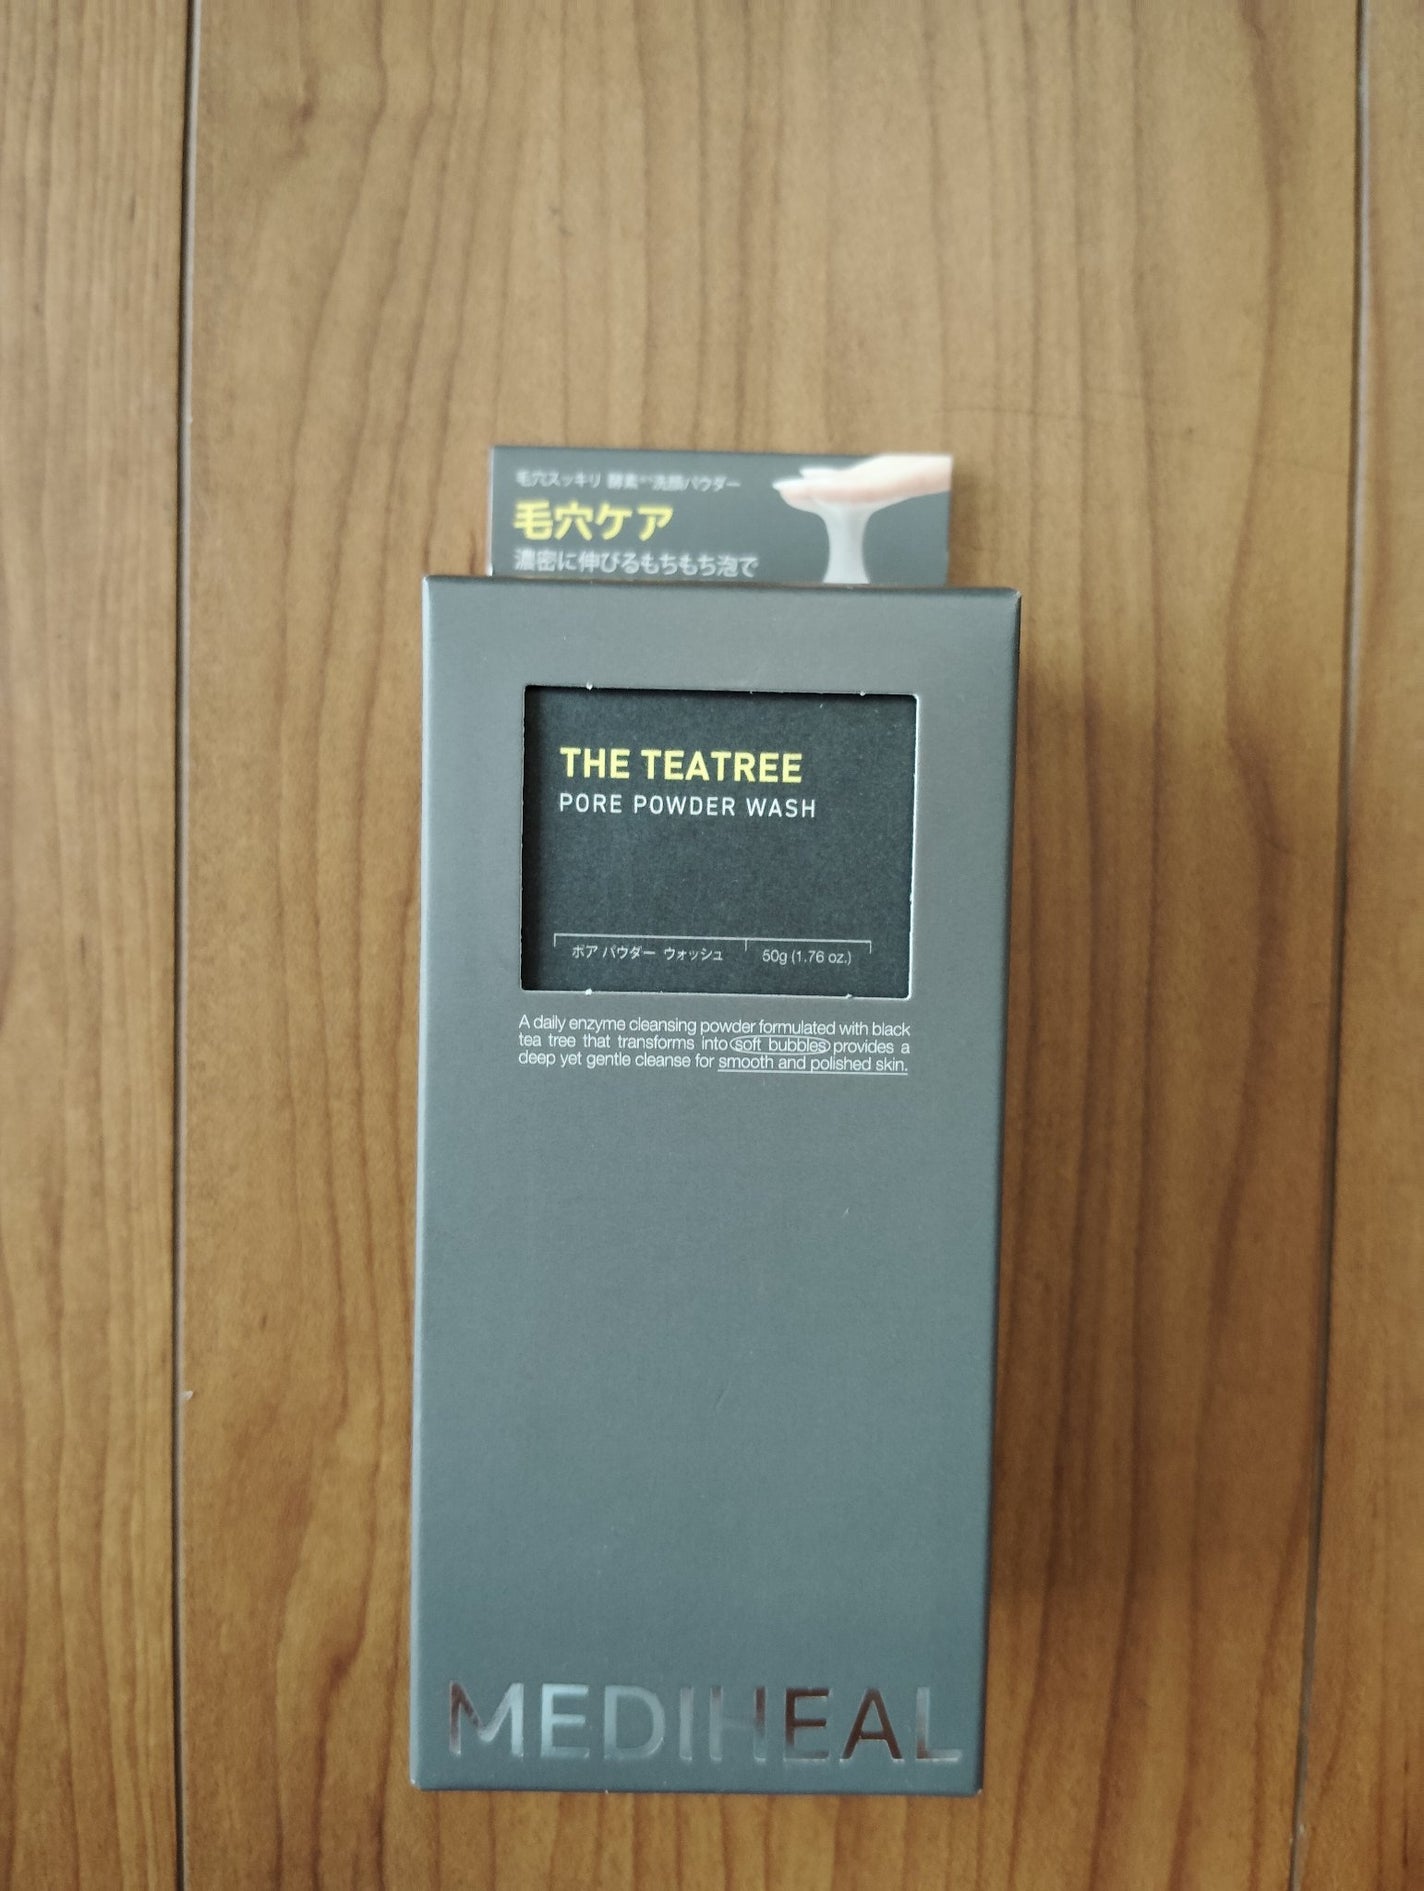 毛穴スッキリ 酵素 洗顔パウダー
毛穴ケア
濃密に伸びるもちもち泡で
THE TEATREE
PORE POWDER WASH
ポア パウダー ウォッシュ 50g (1.76 oz.)
A daily enzyme cleansing powder formulated with black
tea tree that transforms into soft bubbles provides a
deep yet gentle cleanse for smooth and polished skin.
MEDIHEAL